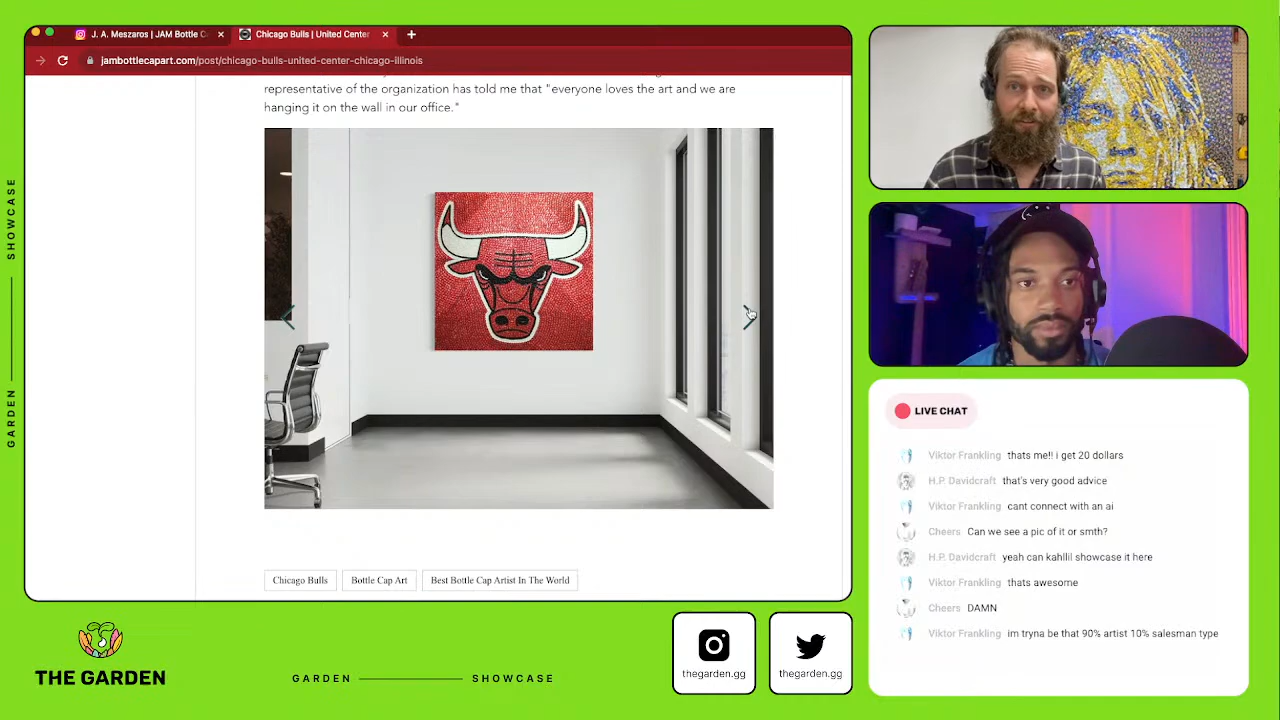 J. A. Meszaros | JAM Bottle C
Chicago Bulls | United Center
jambottlecapart.com/post/chicago-bulls-united-center-chicago-illinois
representative of the organization has told me that "everyone loves the art and we are
hanging it on the wall in our office."
Chicago Bulls
Bottle Cap Art
Best Bottle Cap Artist In The World
GARDEN SHOWCASE
LIVE CHAT
Viktor Frankling thats me!! i get 20 dollars
H.P. Davidcraft that's very good advice
Viktor Frankling cant connect with an ai
Cheers Can we see a pic of it or smth?
H.P. Davidcraft yeah can kahllil showcase it here
Viktor Frankling thats awesome
Cheers DAMN
Viktor Frankling im tryna be that 90% artist 10% salesman type
THE GARDEN
GARDEN SHOWCASE
thegarden.gg
thegarden.gg